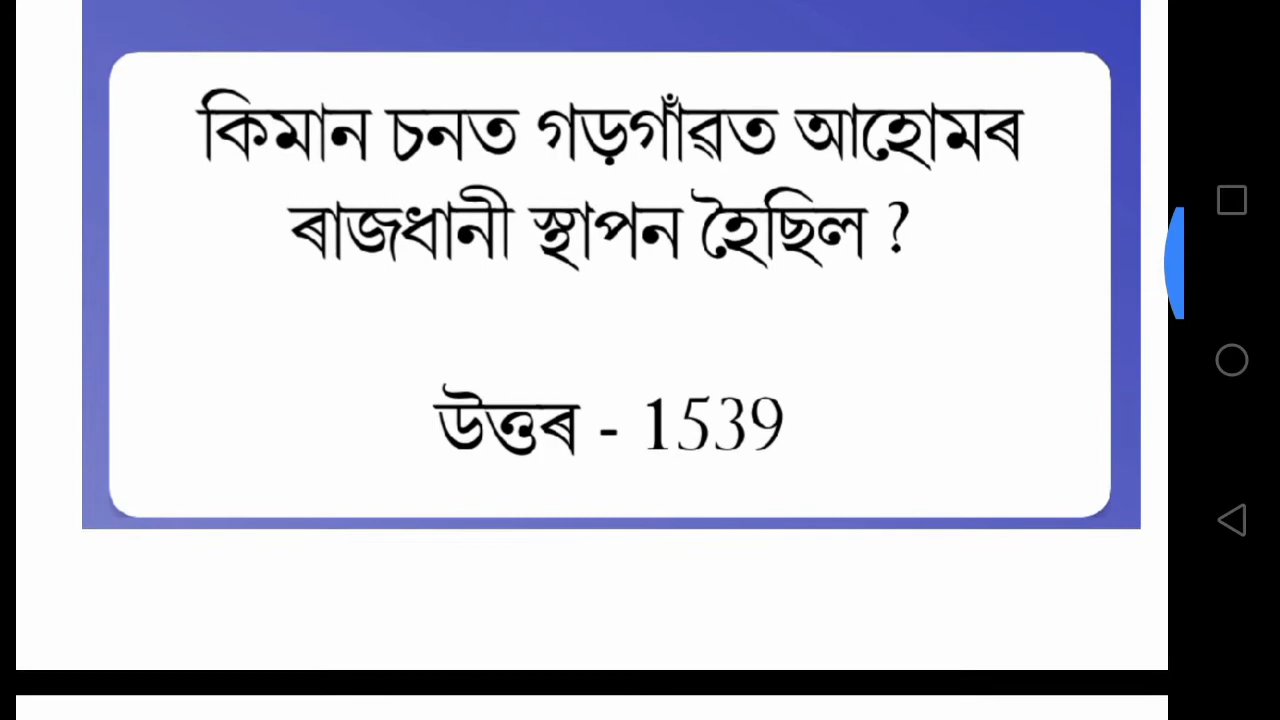 কিমান চনত গড়গাঁৱত আহোমৰ
ৰাজধানী স্থাপন হৈছিল ?
উত্তৰ - 1539